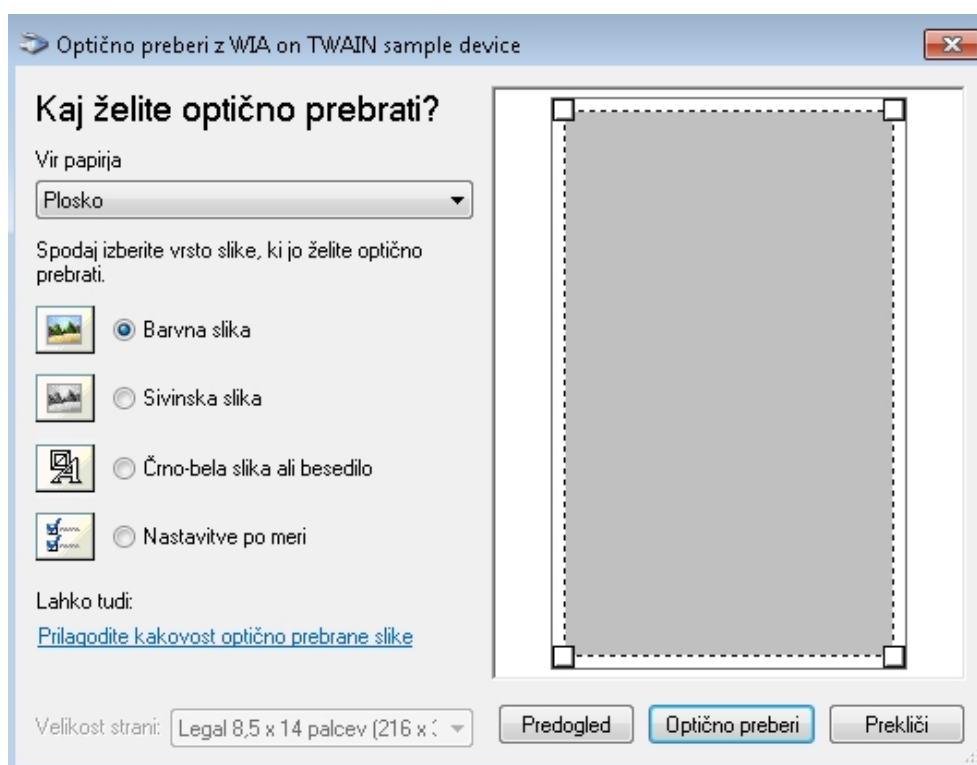 Optično preberi z WIA on TWAIN sample device
Kaj želite optično prebrati?
Vir papirja
Plosko
Spodaj izberite vrsto slike, ki jo želite optično
prebrati.
Barvna slika
Sivinska slika
Črno-bela slika ali besedilo
Nastavitve po meri
Lahko tudi:
Prilagodite kakovost optično prebrane slike
Velikost strani: Legal 8,5 x 14 palcev (216 x
Predogled Optično preberi Prekliči